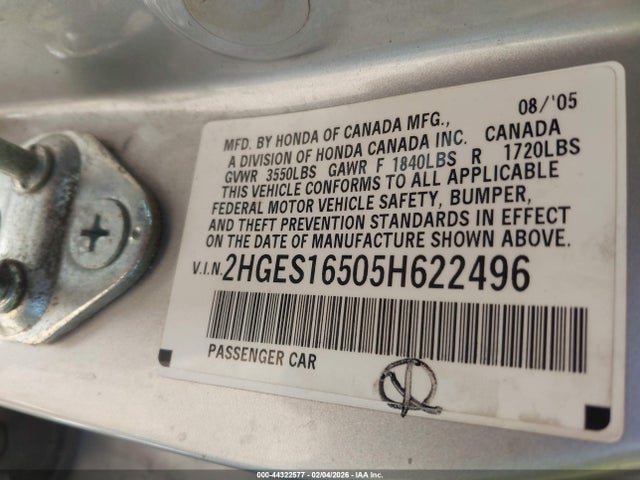 08/'05
MFD. BY HONDA OF CANADA MFG.,
A DIVISION OF HONDA CANADA INC. CANADA
GVWR 3550LBS GAWR F 1840LBS R 1720LBS
THIS VEHICLE CONFORMS TO ALL APPLICABLE
FEDERAL MOTOR VEHICLE SAFETY, BUMPER,
AND THEFT PREVENTION STANDARDS IN EFFECT
ON THE DATE OF MANUFACTURE SHOWN ABOVE.
V.I.N. 2HGES16505H622496
PASSENGER CAR
000-44322577 - 02/04/2026 - IAA Inc.